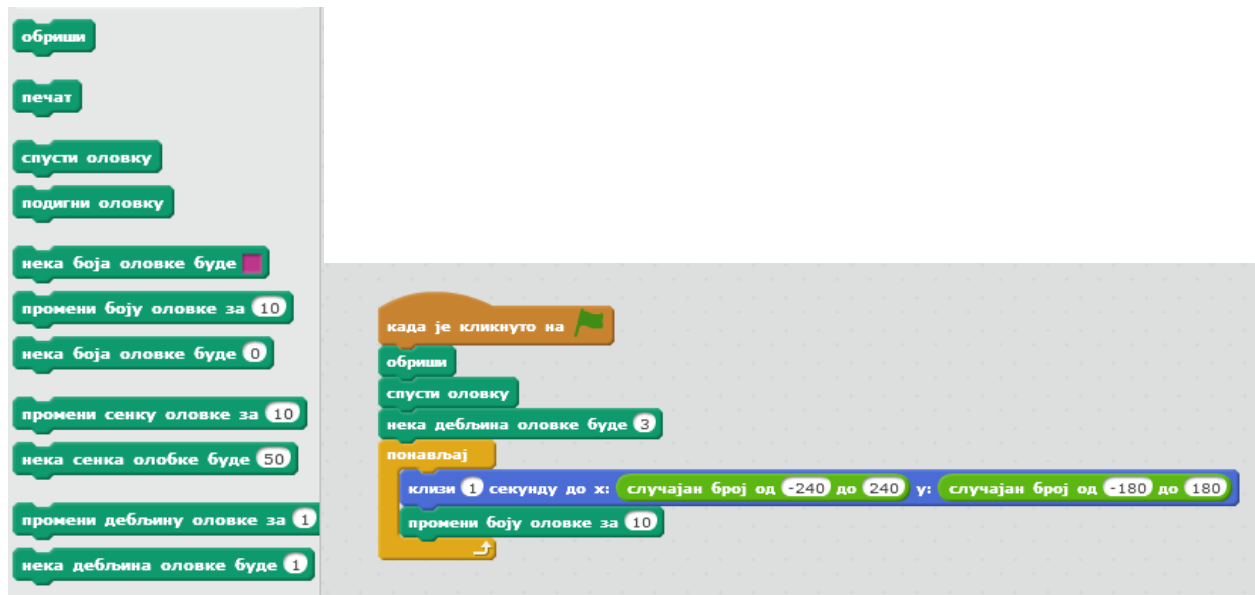 обриши
печат
спусти оловку
подигни оловку
нека боја оловке буде
промени боју оловке за 10
нека боја оловке буде 0
промени сенку оловке за 10
нека сенка олобке буде 50
промени дебљину оловке за 1
нека дебљина оловке буде 1
када је кликнуто на
обриши
спусти оловку
нека дебљина оловке буде 3
понављај
клизи 1 секунду до x: случајан број од -240 до 240 y: случајан број од -180 до 180
промени боју оловке за 10